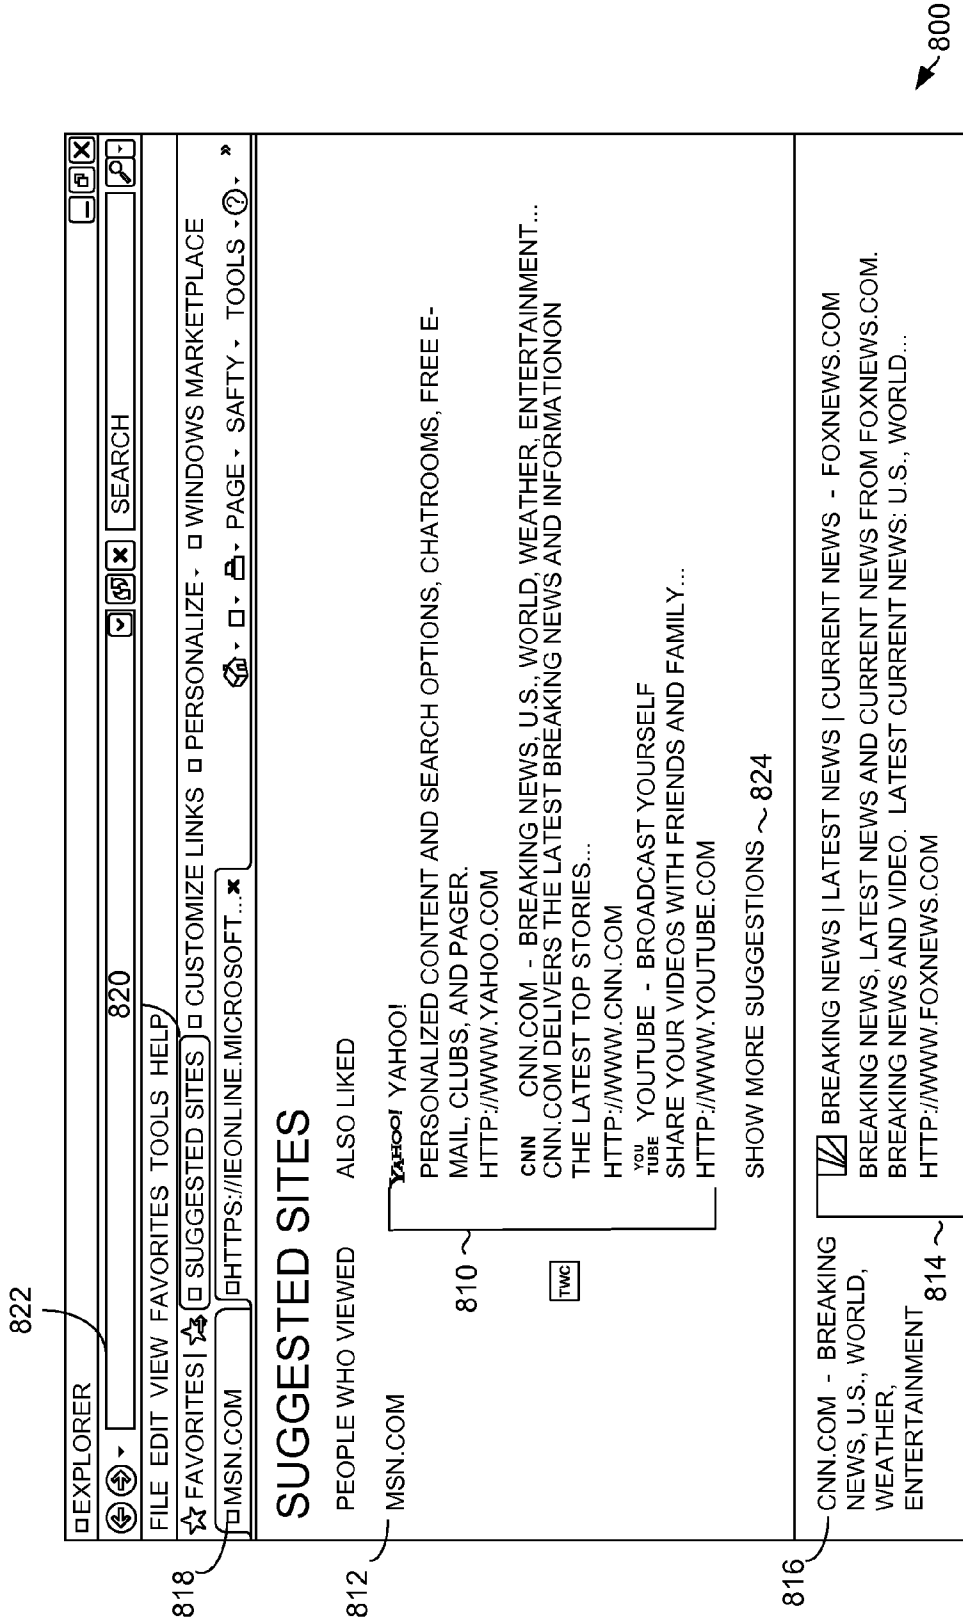 800
822
820
818
□ EXPLORER
SEARCH
FILE EDIT VIEW FAVORITES TOOLS HELP
FAVORITES | □ SUGGESTED SITES □ CUSTOMIZE LINKS □ PERSONALIZE □ WINDOWS MARKETPLACE
□ MSN.COM □ HTTPS://IEONLINE.MICROSOFT... × PAGE SAFTY TOOLS ? »
SUGGESTED SITES
PEOPLE WHO VIEWED ALSO LIKED
812
MSN.COM
810
YAHOO! YAHOO!
PERSONALIZED CONTENT AND SEARCH OPTIONS, CHATROOMS, FREE E-
MAIL, CLUBS, AND PAGER.
HTTP://WWW.YAHOO.COM
TWC
CNN CNN.COM - BREAKING NEWS, U.S., WORLD, WEATHER, ENTERTAINMENT...
CNN.COM DELIVERS THE LATEST BREAKING NEWS AND INFORMATIONON
THE LATEST TOP STORIES...
HTTP://WWW.CNN.COM
YOU TUBE YOUTUBE - BROADCAST YOURSELF
SHARE YOUR VIDEOS WITH FRIENDS AND FAMILY...
HTTP://WWW.YOUTUBE.COM
SHOW MORE SUGGESTIONS ~ 824
816
CNN.COM - BREAKING
NEWS, U.S., WORLD,
WEATHER,
ENTERTAINMENT
814
BREAKING NEWS | LATEST NEWS | CURRENT NEWS - FOXNEWS.COM
BREAKING NEWS, LATEST NEWS AND CURRENT NEWS FROM FOXNEWS.COM.
BREAKING NEWS AND VIDEO. LATEST CURRENT NEWS: U.S., WORLD...
HTTP://WWW.FOXNEWS.COM